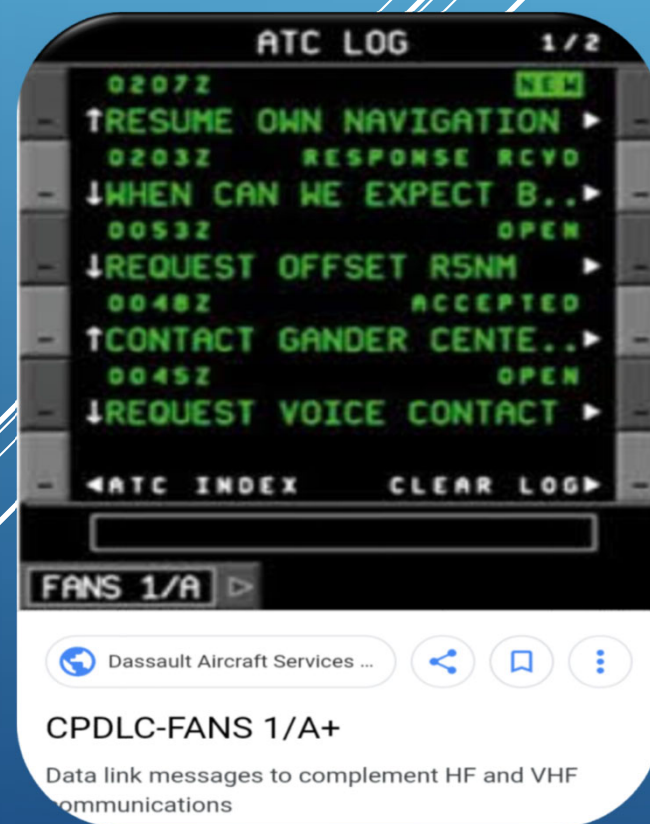 ATC LOG 1/2
0207Z NEW
↑RESUME OWN NAVIGATION ▶
0203Z RESPONSE RCVD
↓WHEN CAN WE EXPECT B..▶
0053Z OPEN
↓REQUEST OFFSET R5NM ▶
0048Z ACCEPTED
↑CONTACT GANDER CENTE..▶
0045Z OPEN
↓REQUEST VOICE CONTACT ▶
◀ATC INDEX CLEAR LOG▶
FANS 1/A ▷
Dassault Aircraft Services ...
CPDLC-FANS 1/A+
Data link messages to complement HF and VHF
ommunications